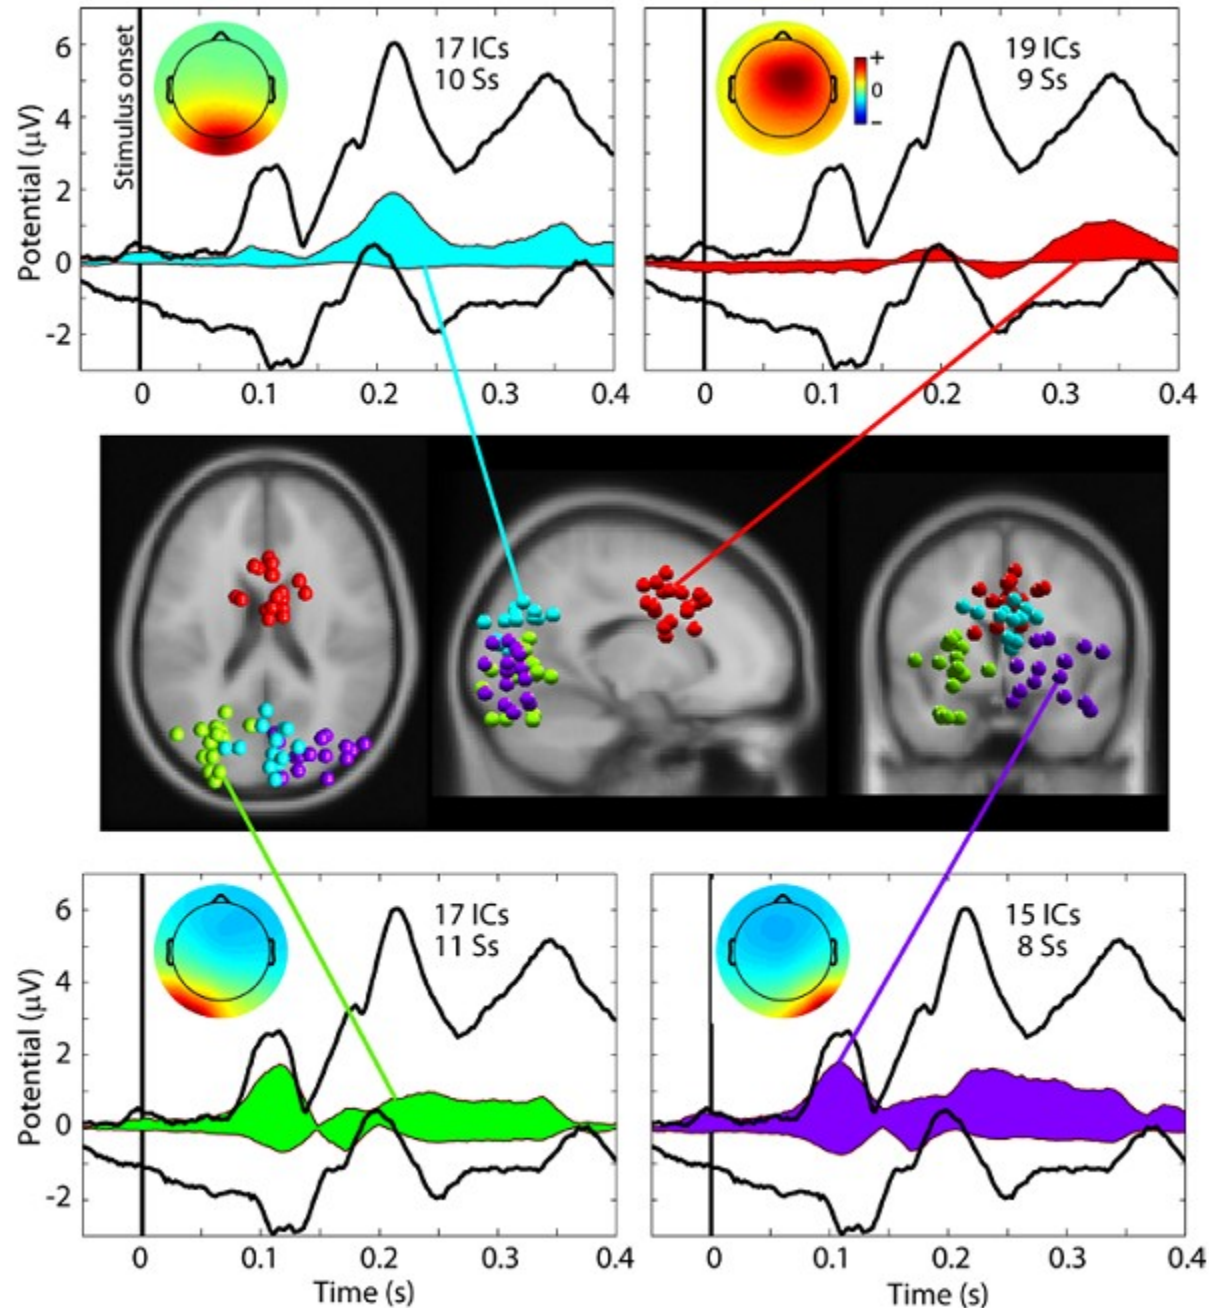 Stimulus onset
17 ICs
10 Ss
19 ICs
9 Ss
+
0
−
Potential (μV)
6
4
2
0
-2
0 0.1 0.2 0.3 0.4
0 0.1 0.2 0.3 0.4
17 ICs
11 Ss
15 ICs
8 Ss
Potential (μV)
6
4
2
0
-2
0 0.1 0.2 0.3 0.4
0 0.1 0.2 0.3 0.4
Time (s)
Time (s)